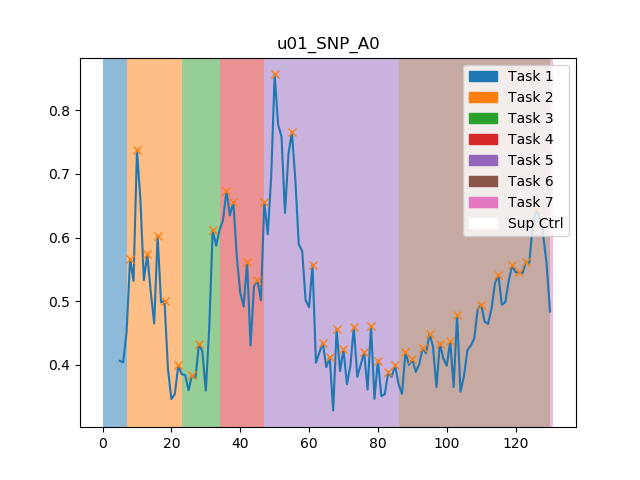 u01_SNP_A0
0.8
0.7
0.6
0.5
0.4
0 20 40 60 80 100 120
Task 1
Task 2
Task 3
Task 4
Task 5
Task 6
Task 7
Sup Ctrl